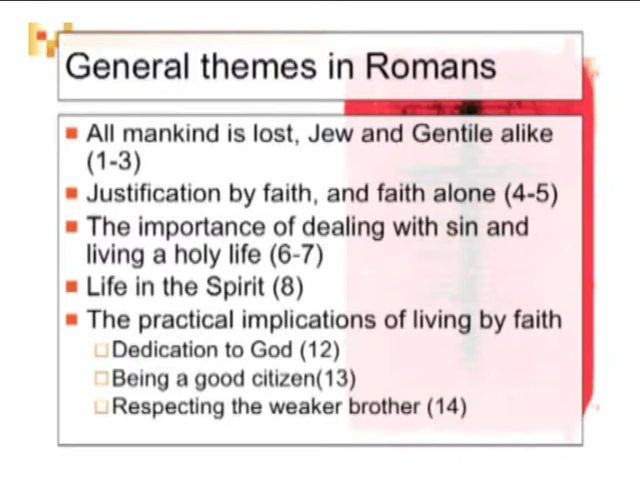 General themes in Romans
All mankind is lost, Jew and Gentile alike
(1-3)
Justification by faith, and faith alone (4-5)
The importance of dealing with sin and
living a holy life (6-7)
Life in the Spirit (8)
The practical implications of living by faith
Dedication to God (12)
Being a good citizen(13)
Respecting the weaker brother (14)